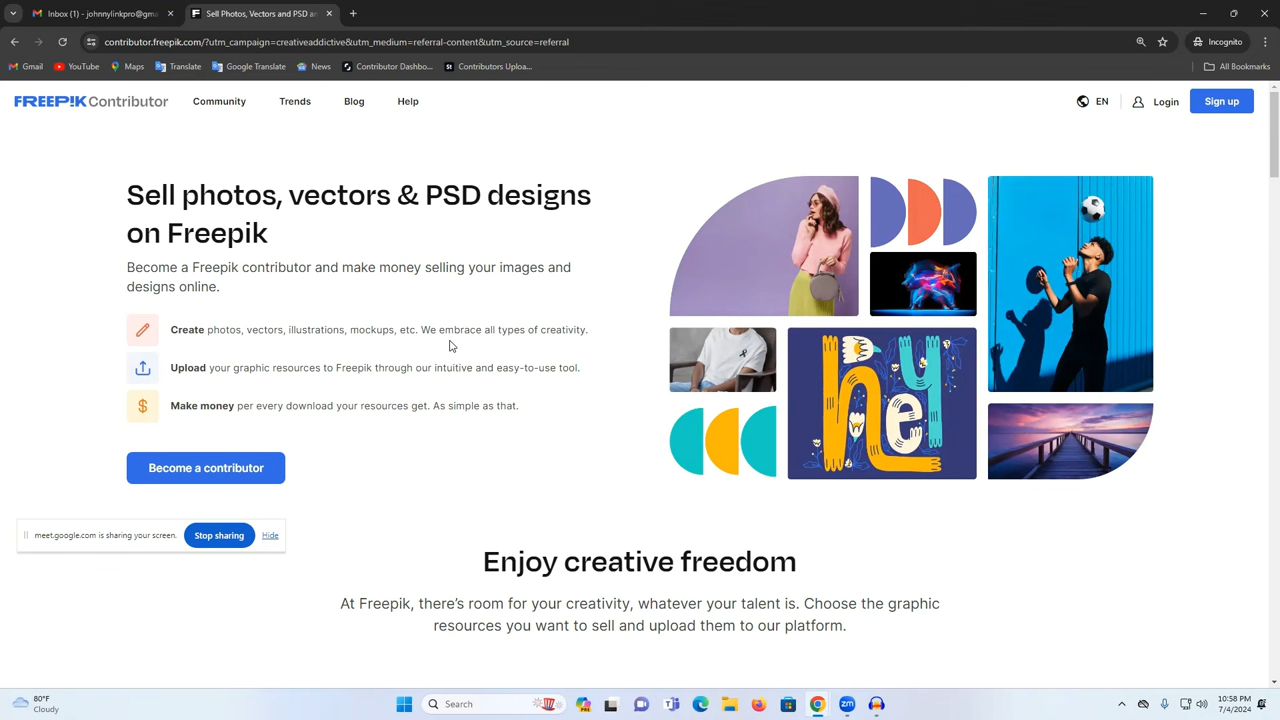 Inbox (1) - johnnylinkpro@gm
Sell Photos, Vectors and PSD an
contributor.freepik.com/?utm_campaign=creativeaddictive&utm_medium=referral-content&utm_source=referral
Incognito
Gmail
YouTube
Maps
Translate
Google Translate
News
Contributor Dashbo...
Contributors Uploa...
All Bookmarks
FREEP!K Contributor
Community
Trends
Blog
Help
EN
Login
Sign up
Sell photos, vectors & PSD designs
on Freepik
Become a Freepik contributor and make money selling your images and
designs online.
Create photos, vectors, illustrations, mockups, etc. We embrace all types of creativity.
Upload your graphic resources to Freepik through our intuitive and easy-to-use tool.
$ Make money per every download your resources get. As simple as that.
Become a contributor
hey
meet.google.com is sharing your screen.
Stop sharing
Hide
Enjoy creative freedom
At Freepik, there's room for your creativity, whatever your talent is. Choose the graphic
resources you want to sell and upload them to our platform.
80°F
Cloudy
Search
10:58 PM
7/4/2024